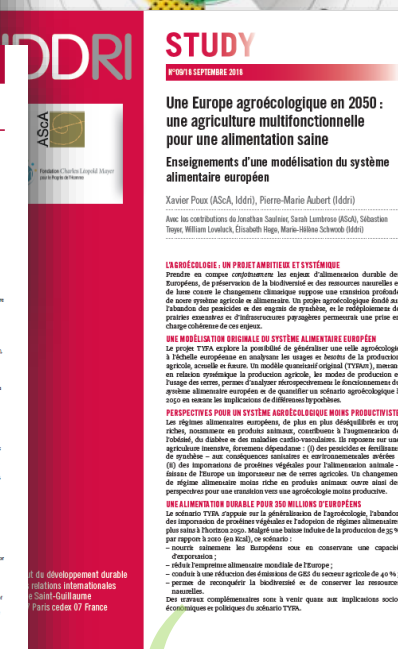 IDDRI
STUDY
N°09/16 SEPTEMBRE 2018
Une Europe agroécologique en 2050 :
une agriculture multifonctionnelle
pour une alimentation saine
Enseignements d'une modélisation du système
alimentaire européen
Xavier Poux (AScA, Iddri), Pierre-Marie Aubert (Iddri)
Avec les contributions de Jonathan Saulnier, Sarah Lumbroso (AScA), Sébastien
Treyer, William Loveluck, Élisabeth Hege, Marie-Hélène Schwoob (Iddri)
AScA
Fondation Charles Léopold Mayer
pour le Progrès de l'Homme
L'AGROÉCOLOGIE : UN PROJET AMBITIEUX ET SYSTÉMIQUE
Prendre en compte conjointement les enjeux d'alimentation durable des
Européens, de préservation de la biodiversité et des ressources naturelles et
de lutte contre le changement climatique suppose une transition profonde
de notre système agricole et alimentaire. Un projet agroécologique fondé sur
l'abandon des pesticides et des engrais de synthèse, et le redéploiement de
prairies extensives et d'infrastructures paysagères permettrait une prise en
charge cohérente de ces enjeux.
UNE MODÉLISATION ORIGINALE DU SYSTÈME ALIMENTAIRE EUROPÉEN
Le projet TYFA explore la possibilité de généraliser une telle agroécologie
à l'échelle européenne en analysant les usages et besoins de la production
agricole, actuelle et future. Un modèle quantitatif original (TYFAm), mettant
en relation systémique la production agricole, les modes de production et
l'usage des terres, permet d'analyser rétrospectivement le fonctionnement du
système alimentaire européen et de quantifier un scénario agroécologique à
2050 en testant les implications de différentes hypothèses.
PERSPECTIVES POUR UN SYSTÈME AGROÉCOLOGIQUE MOINS PRODUCTIVISTE
Les régimes alimentaires européens, de plus en plus déséquilibrés et trop
riches, notamment en produits animaux, contribuent à l'augmentation de
l'obésité, du diabète et des maladies cardio-vasculaires. Ils reposent sur une
agriculture intensive, fortement dépendante : (i) des pesticides et fertilisants
de synthèse – aux conséquences sanitaires et environnementales avérées ;
(ii) des importations de protéines végétales pour l'alimentation animale –
faisant de l'Europe un importateur net de terres agricoles. Un changement
de régime alimentaire moins riche en produits animaux ouvre ainsi des
perspectives pour une transition vers une agroécologie moins productive.
UNE ALIMENTATION DURABLE POUR 350 MILLIONS D'EUROPÉENS
Le scénario TYFA s'appuie sur la généralisation de l'agroécologie, l'abandon
des importations de protéines végétales et l'adoption de régimes alimentaires
plus sains à l'horizon 2050. Malgré une baisse induite de la production de 35 %
par rapport à 2010 (en Kcal), ce scénario :
– nourrit sainement les Européens tout en conservant une capacité
d'exportation ;
– réduit l'empreinte alimentaire mondiale de l'Europe ;
– conduit à une réduction des émissions de GES du secteur agricole de 40 % ;
– permet de reconquérir la biodiversité et de conserver les ressources
naturelles.
Des travaux complémentaires sont à venir quant aux implications socio-
économiques et politiques du scénario TYFA.
ut du développement durable
relations internationales
e Saint-Guillaume
Paris cedex 07 France